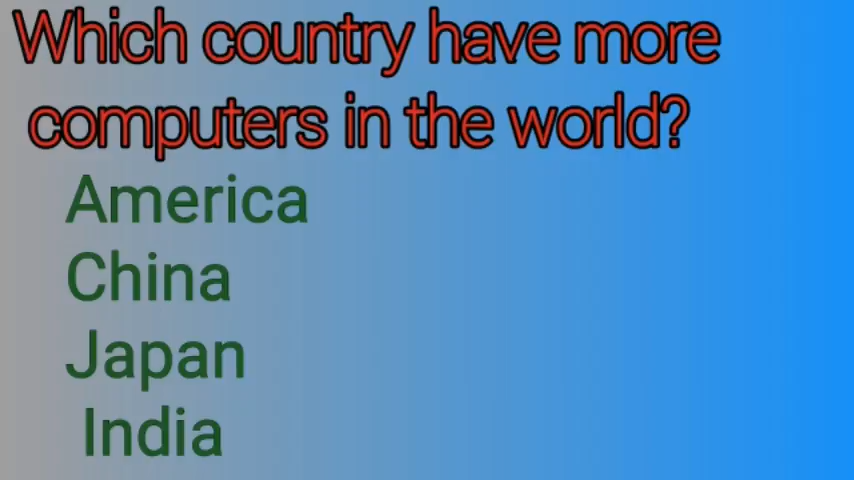 Which country have more
computers in the world?
America
China
Japan
India